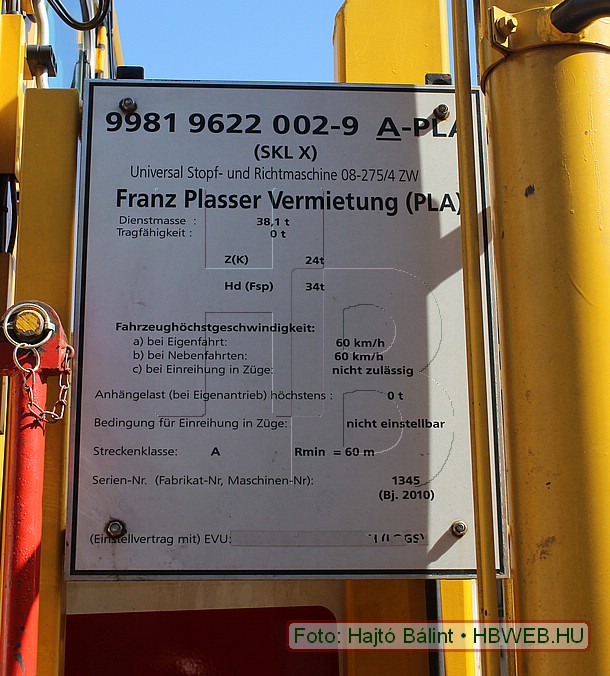 9981 9622 002-9 A-PLA
(SKL X)
Universal Stopf- und Richtmaschine 08-275/4 ZW
Franz Plasser Vermietung (PLA)
Dienstmasse : 38,1 t
Tragfähigkeit : 0 t
Z(K) 24t
Hd (Fsp) 34t
Fahrzeughöchstgeschwindigkeit:
a) bei Eigenfahrt: 60 km/h
b) bei Nebenfahrten: 60 km/h
c) bei Einreihung in Züge: nicht zulässig
Anhängelast (bei Eigenantrieb) höchstens : 0 t
Bedingung für Einreihung in Züge: nicht einstellbar
Streckenklasse: A Rmin = 60 m
Serien-Nr. (Fabrikat-Nr, Maschinen-Nr): 1345
(Bj. 2010)
(Einstellvertrag mit) EVU:
Foto: Hajtó Bálint • HBWEB.HU